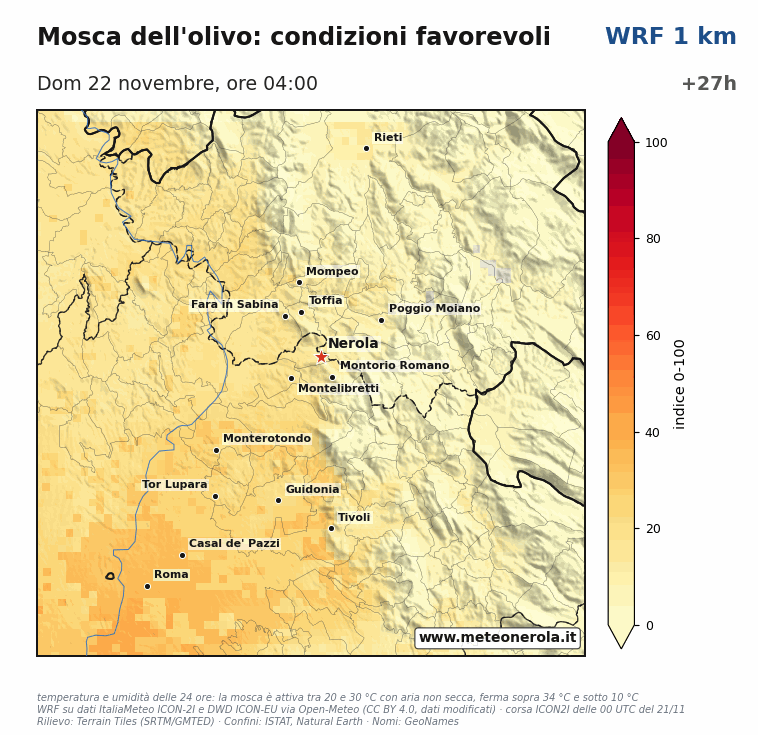 Mosca dell'olivo: condizioni favorevoli
WRF 1 km
Dom 22 novembre, ore 04:00
+27h
Rieti
Mompeo
Fara in Sabina
Toffia
Poggio Moiano
Nerola
Montorio Romano
Montelibretti
Monterotondo
Tor Lupara
Guidonia
Tivoli
Casal de' Pazzi
Roma
www.meteonerola.it
100
80
60
40
20
0
indice 0-100
temperatura e umidità delle 24 ore: la mosca è attiva tra 20 e 30 °C con aria non secca, ferma sopra 34 °C e sotto 10 °C
WRF su dati ItaliaMeteo ICON-2I e DWD ICON-EU via Open-Meteo (CC BY 4.0, dati modificati) · corsa ICON2I delle 00 UTC del 21/11
Rilievo: Terrain Tiles (SRTM/GMTED) · Confini: ISTAT, Natural Earth · Nomi: GeoNames